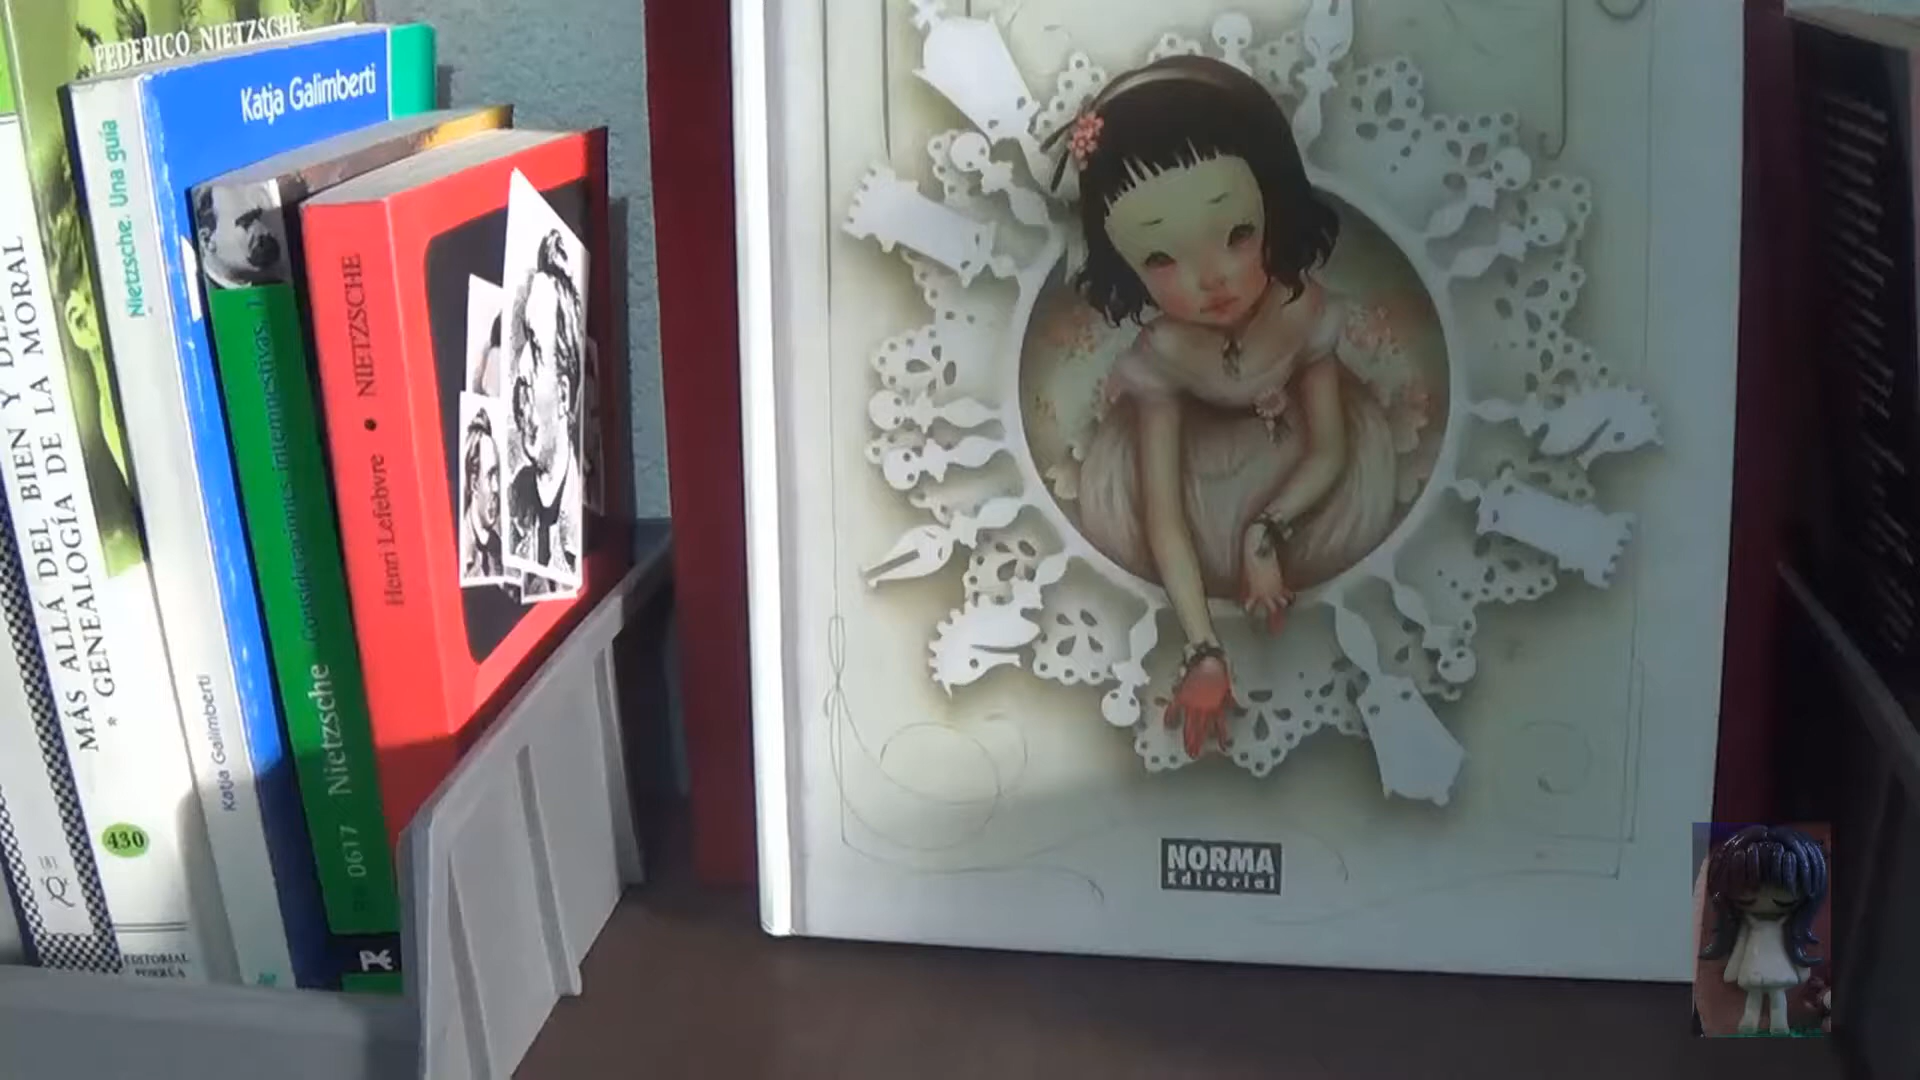 FEDERICO NIETZSCHE
MÁS ALLÁ DEL BIEN Y DEL
* GENEALOGÍA DE LA MORAL
430
EDITORIAL
PORRÚA
Nietzsche. Una guía
Katja Galimberti
Katja Galimberti
Consideraciones intempestivas, 1
Nietzsche
0617
Henri Lefebvre • NIETZSCHE
NORMA
Editorial